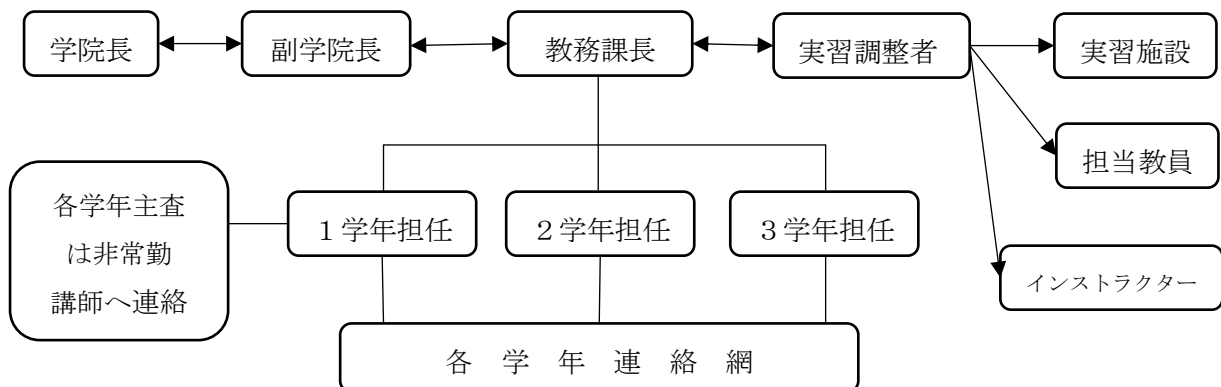 学院長
副学院長
教務課長
実習調整者
実習施設
担当教員
各学年主査
は非常勤
講師へ連絡
１学年担任
２学年担任
３学年担任
インストラクター
各　学　年　連　絡　網